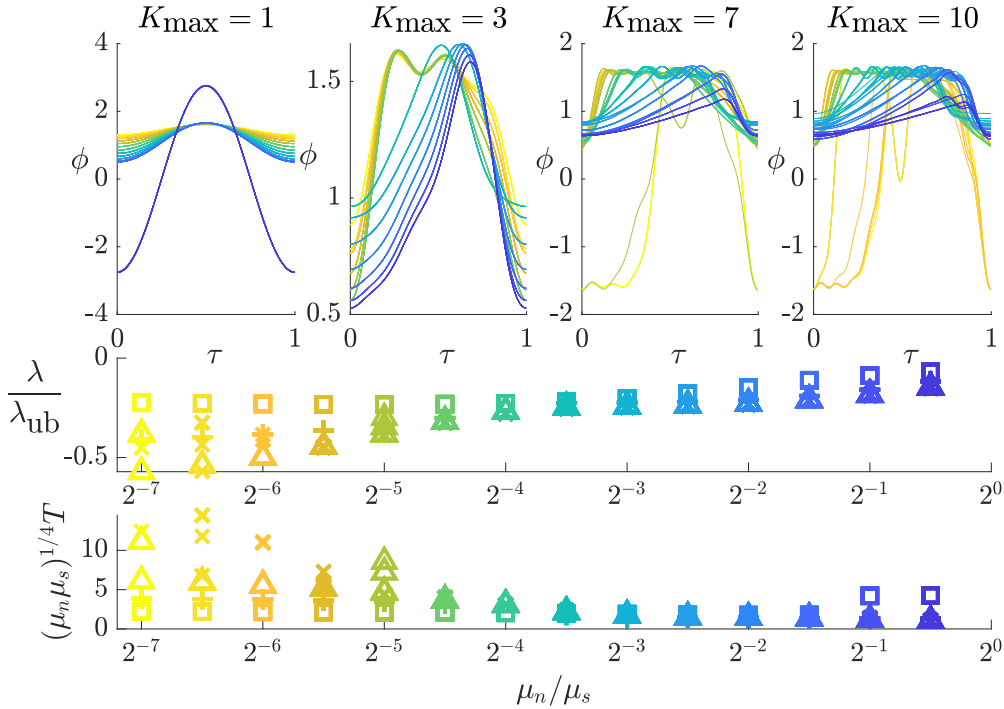 K_max = 1 K_max = 3 K_max = 7 K_max = 10
4 2 0 -2 -4
ϕ
0 1
τ
1.5 1 0.5
ϕ
0 1
τ
2 1 0 -1 -2
ϕ
0 1
τ
2 1 0 -1 -2
ϕ
0 1
τ
λ/λ_ub
0 -0.5
2^-7 2^-6 2^-5 2^-4 2^-3 2^-2 2^-1 2^0
(μ_n μ_s)^1/4 T
10 5 0
2^-7 2^-6 2^-5 2^-4 2^-3 2^-2 2^-1 2^0
μ_n/μ_s